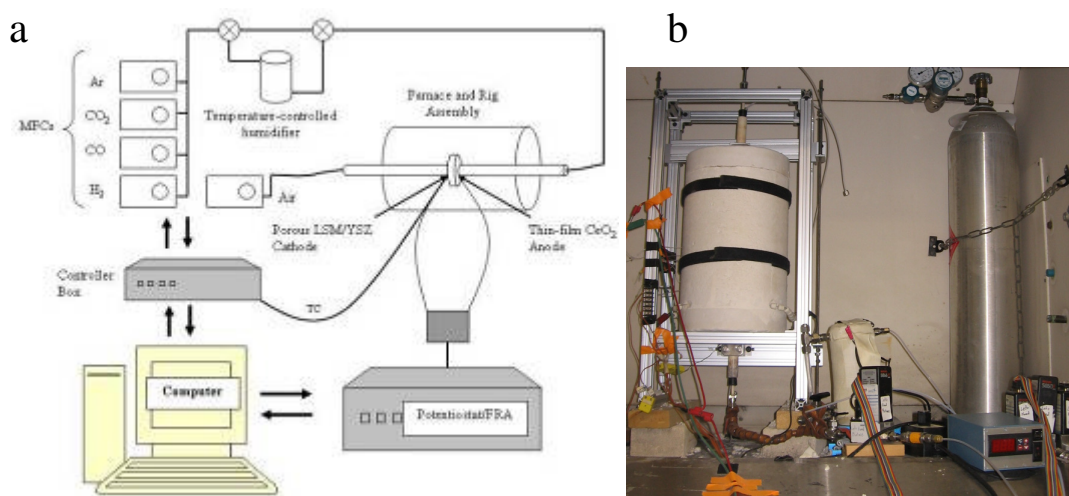 a
b
Ar
CO₂
MFCs
CO
H₂
Temperature-controlled
humidifier
Furnace and Rig
Assembly
Air
Porous LSM/YSZ
Cathode
Thin-film CeO₂
Anode
Controller
Box
TC
Computer
Potentiostat/FRA